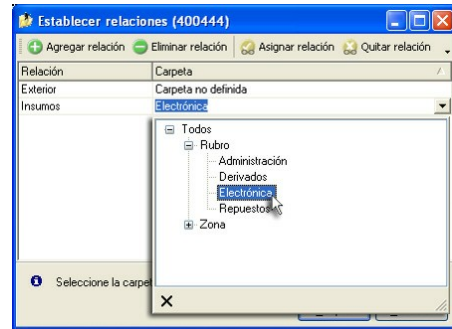 Establecer relaciones (400444)
Agregar relación Eliminar relación Asignar relación Quitar relación
Relación Carpeta
Exterior Carpeta no definida
Insumos Electrónica
Todos
Rubro
Administración
Derivados
Electrónica
Repuestos
Zona
Seleccione la carpet